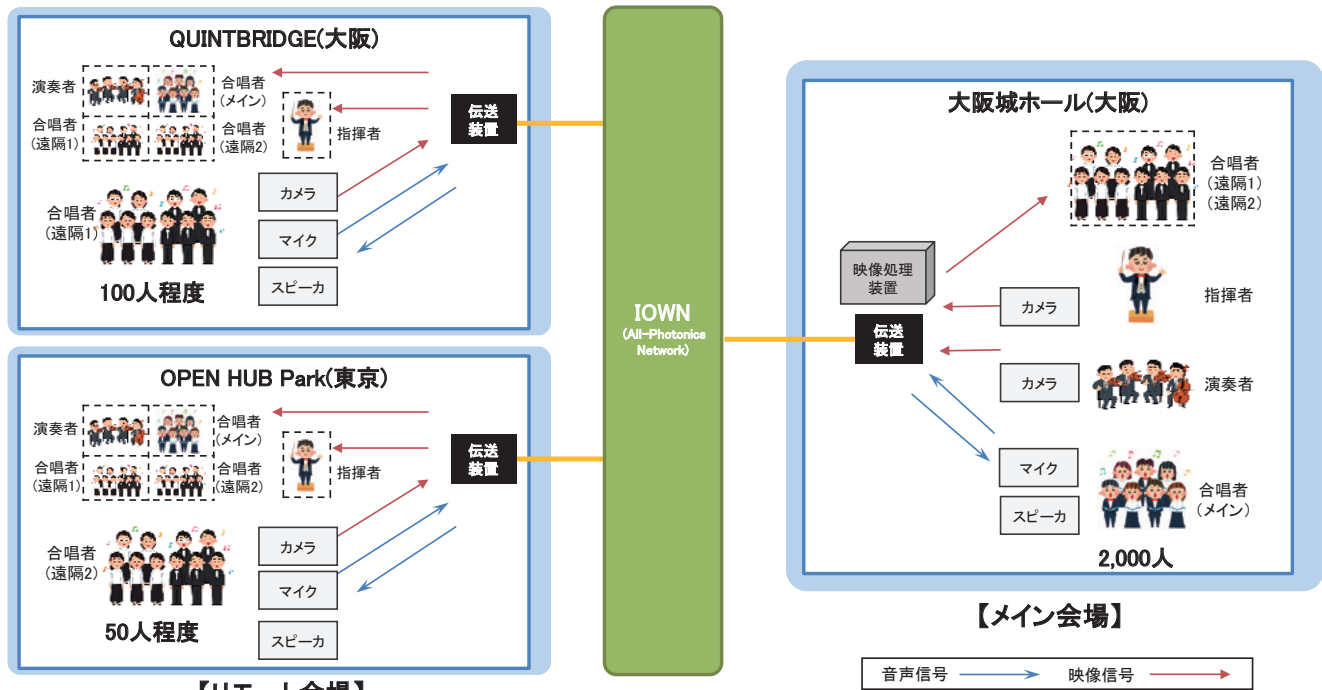 QUINTBRIDGE(大阪)
演奏者
合唱者
(メイン)
合唱者
(遠隔1)
合唱者
(遠隔2)
指揮者
伝送
装置
合唱者
(遠隔1)
100人程度
カメラ
マイク
スピーカ
OPEN HUB Park(東京)
演奏者
合唱者
(メイン)
合唱者
(遠隔1)
合唱者
(遠隔2)
指揮者
伝送
装置
合唱者
(遠隔2)
50人程度
カメラ
マイク
スピーカ
【リモート会場】
IOWN
(All-Photonics
Network)
大阪城ホール(大阪)
合唱者
(遠隔1)
(遠隔2)
映像処理
装置
伝送
装置
カメラ
指揮者
カメラ
演奏者
マイク
スピーカ
合唱者
(メイン)
2,000人
【メイン会場】
音声信号
映像信号